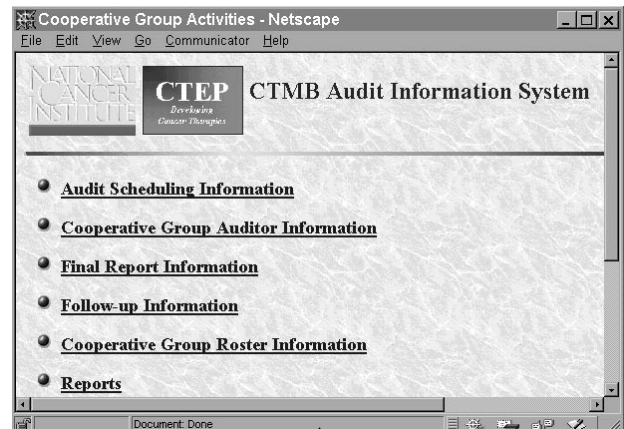 Cooperative Group Activities - Netscape
File Edit View Go Communicator Help
NATIONAL
CANCER
INSTITUTE
CTEP
Developing
Cancer Therapies
CTMB Audit Information System
Audit Scheduling Information
Cooperative Group Auditor Information
Final Report Information
Follow-up Information
Cooperative Group Roster Information
Reports
Document: Done